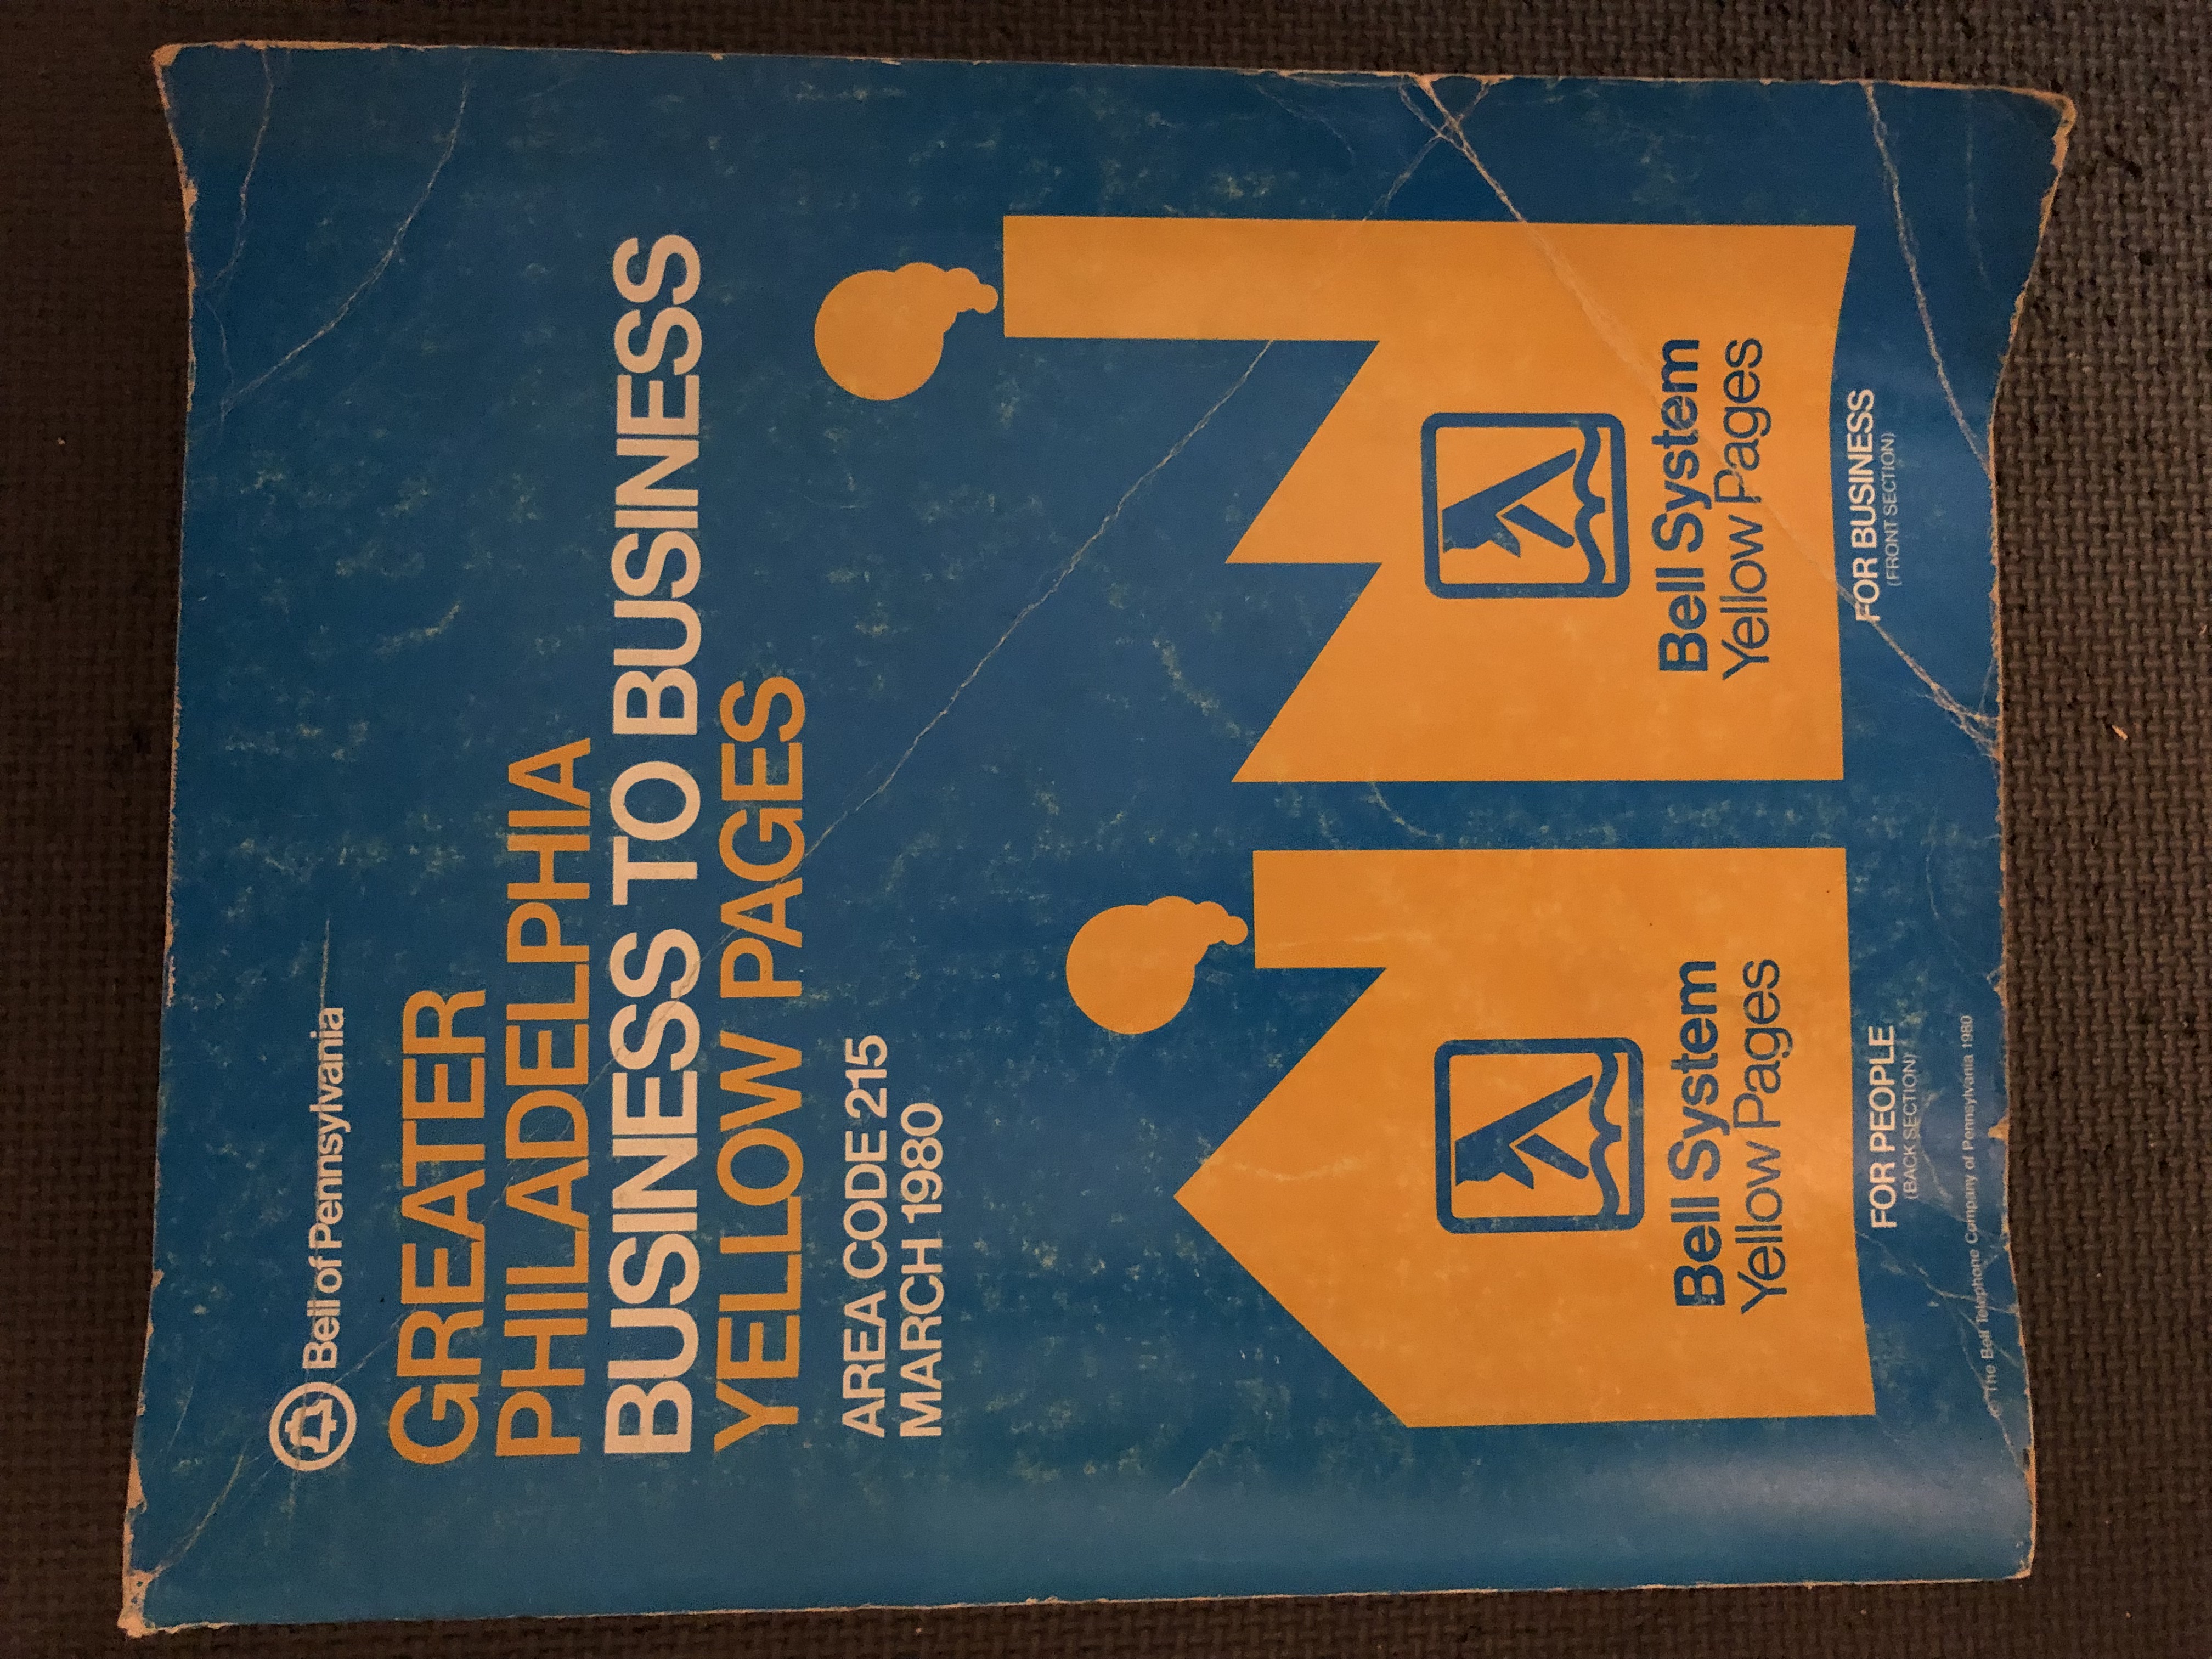 Bell of Pennsylvania
GREATER
PHILADELPHIA
BUSINESS TO BUSINESS
YELLOW PAGES
AREA CODE 215
MARCH 1980
Bell System
Yellow Pages
FOR PEOPLE
(BACK SECTION)
Bell System
Yellow Pages
FOR BUSINESS
(FRONT SECTION)
© The Bell Telephone Company of Pennsylvania 1980